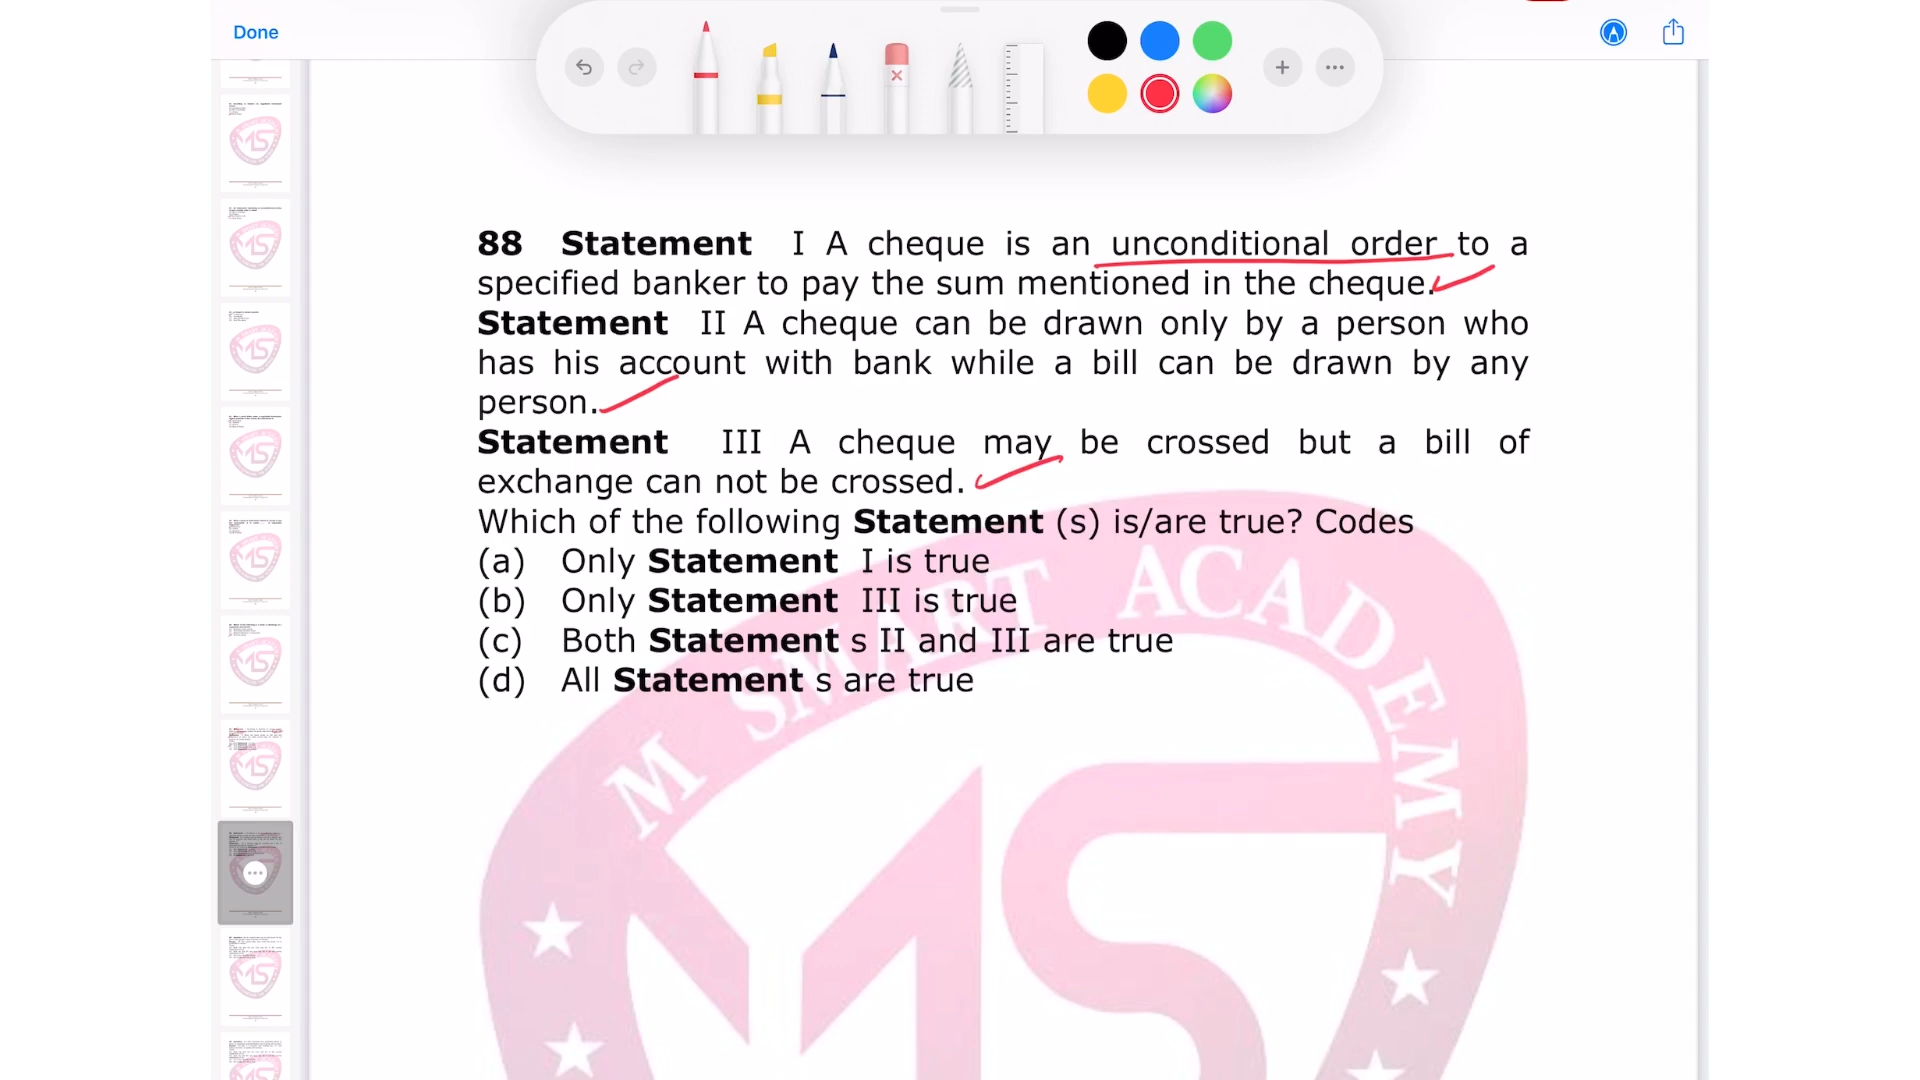 Done
88 Statement I A cheque is an unconditional order to a
specified banker to pay the sum mentioned in the cheque.
Statement II A cheque can be drawn only by a person who
has his account with bank while a bill can be drawn by any
person.
Statement III A cheque may be crossed but a bill of
exchange can not be crossed.
Which of the following Statement (s) is/are true? Codes
(a) Only Statement I is true
(b) Only Statement III is true
(c) Both Statement s II and III are true
(d) All Statement s are true
M SMART ACADEMY
MS